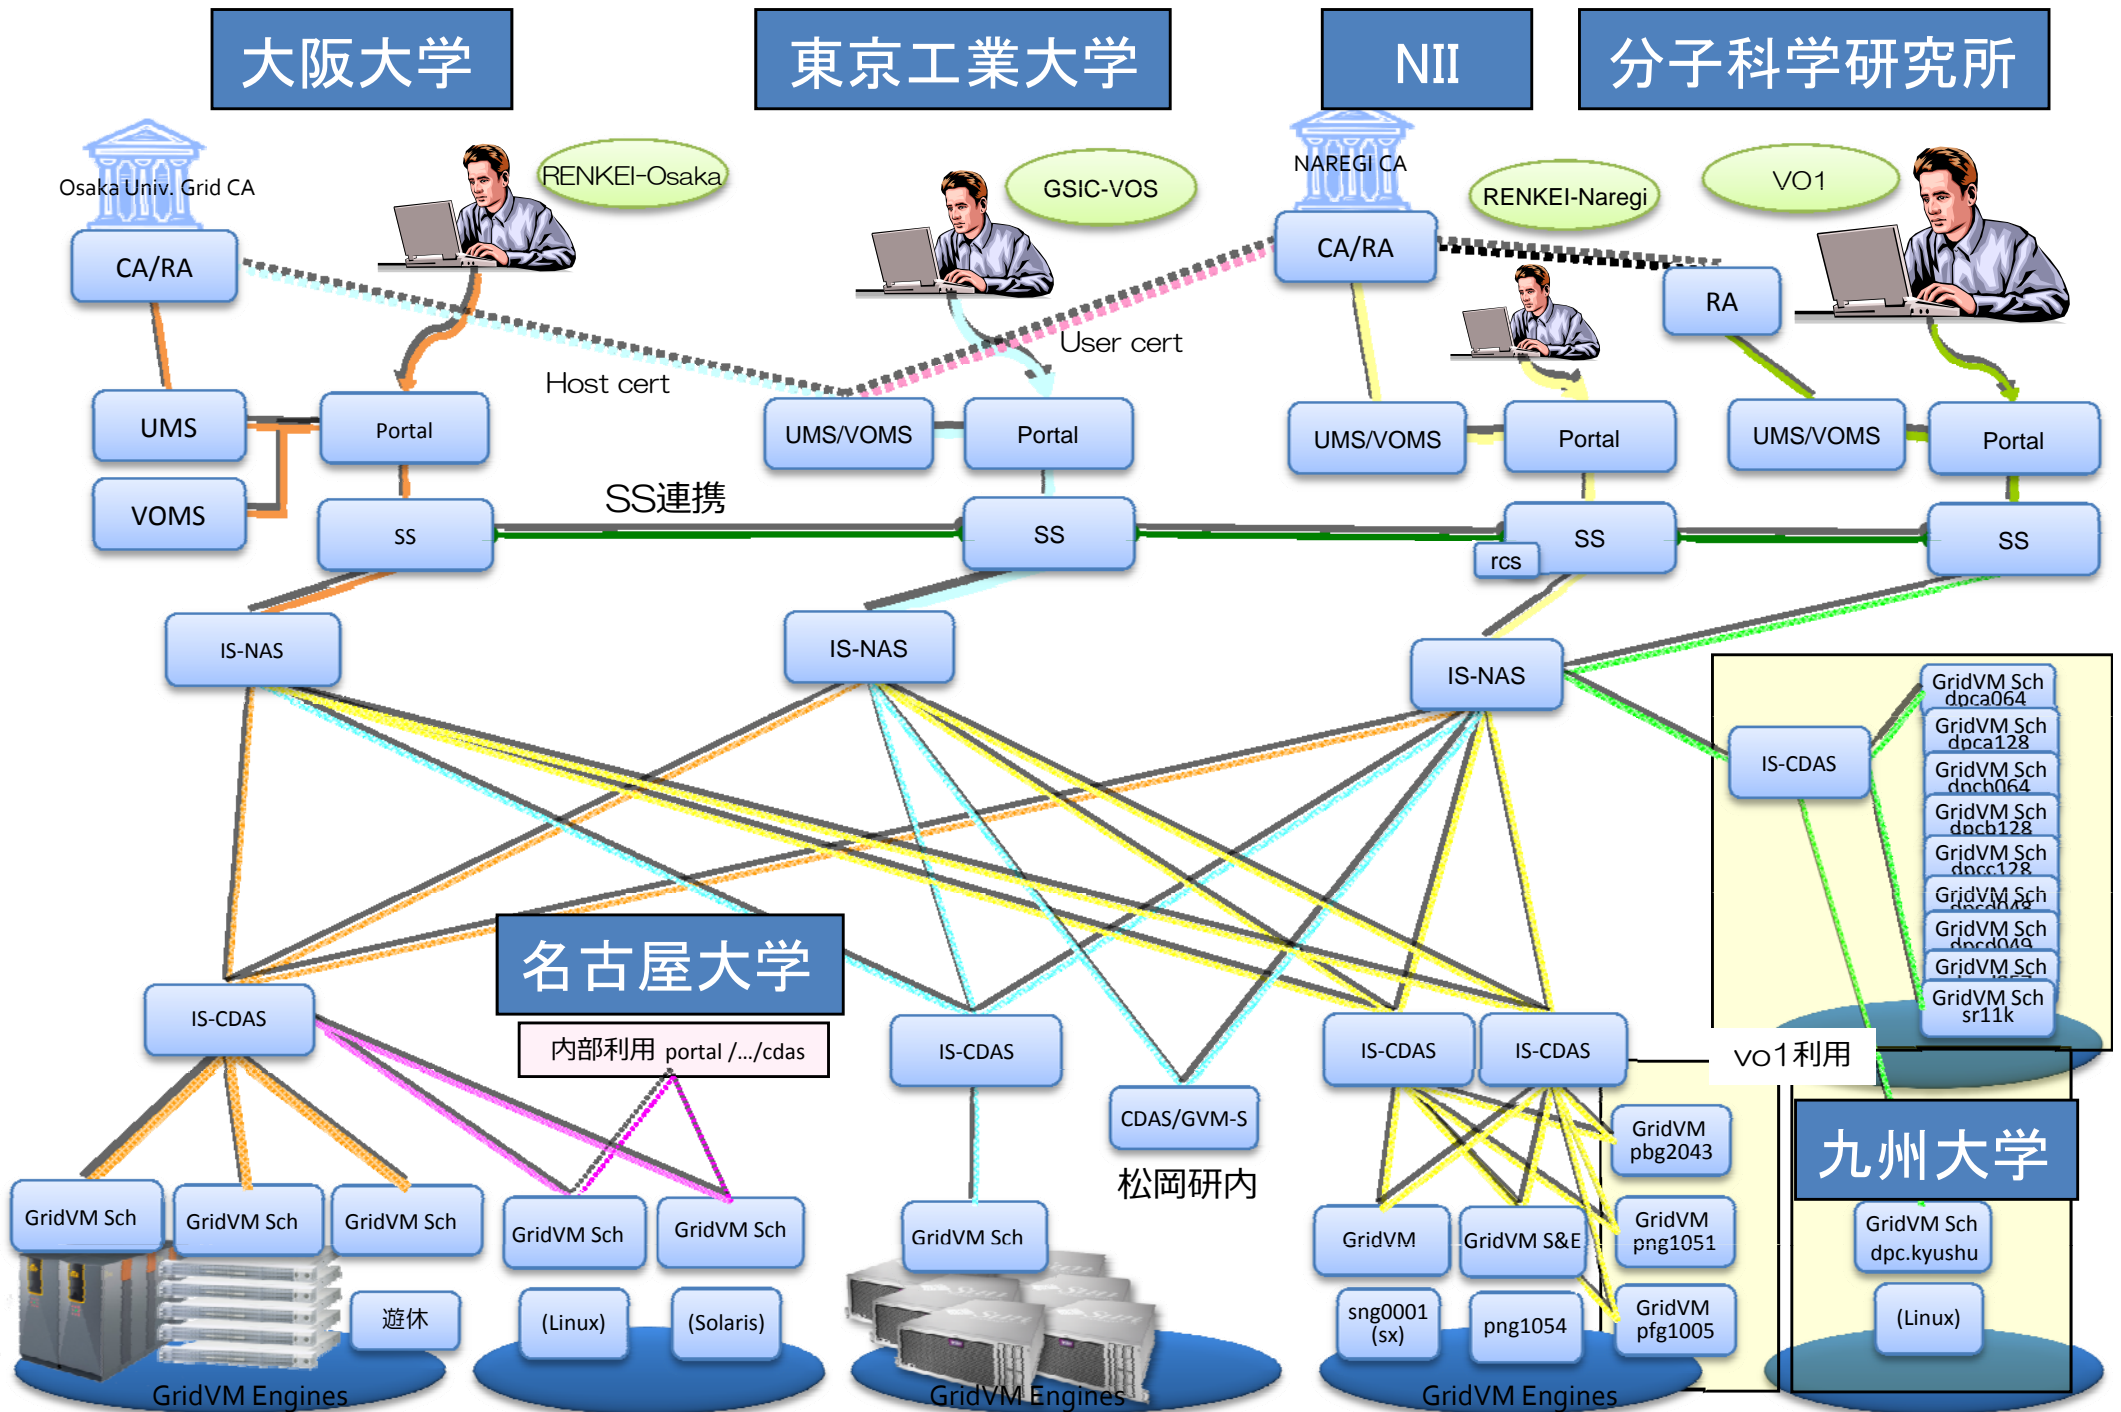 大阪大学
東京工業大学
NII
分子科学研究所
Osaka Univ. Grid CA
RENKEI-Osaka
GSIC-VOS
NAREGI CA
RENKEI-Naregi
VO1
CA/RA
CA/RA
RA
Host cert
User cert
UMS
Portal
UMS/VOMS
Portal
UMS/VOMS
Portal
UMS/VOMS
Portal
VOMS
SS
SS連携
SS
SS
rcs
SS
IS-NAS
IS-NAS
IS-NAS
IS-CDAS
GridVM Sch
dpca064
GridVM Sch
dpca128
GridVM Sch
dpcb064
GridVM Sch
dpcb128
GridVM Sch
dpcc128
GridVM Sch
dpcd048
GridVM Sch
dpcd049
GridVM Sch
GridVM Sch
sr11k
名古屋大学
内部利用 portal /.../cdas
IS-CDAS
IS-CDAS
CDAS/GVM-S
松岡研内
IS-CDAS
IS-CDAS
vo1利用
九州大学
GridVM
pbg2043
GridVM
png1051
GridVM
pfg1005
GridVM Sch
GridVM Sch
GridVM Sch
GridVM Sch
GridVM Sch
GridVM Sch
GridVM
GridVM S&E
GridVM Sch
dpc.kyushu
遊休
(Linux)
(Solaris)
sng0001
(sx)
png1054
(Linux)
GridVM Engines
GridVM Engines
GridVM Engines